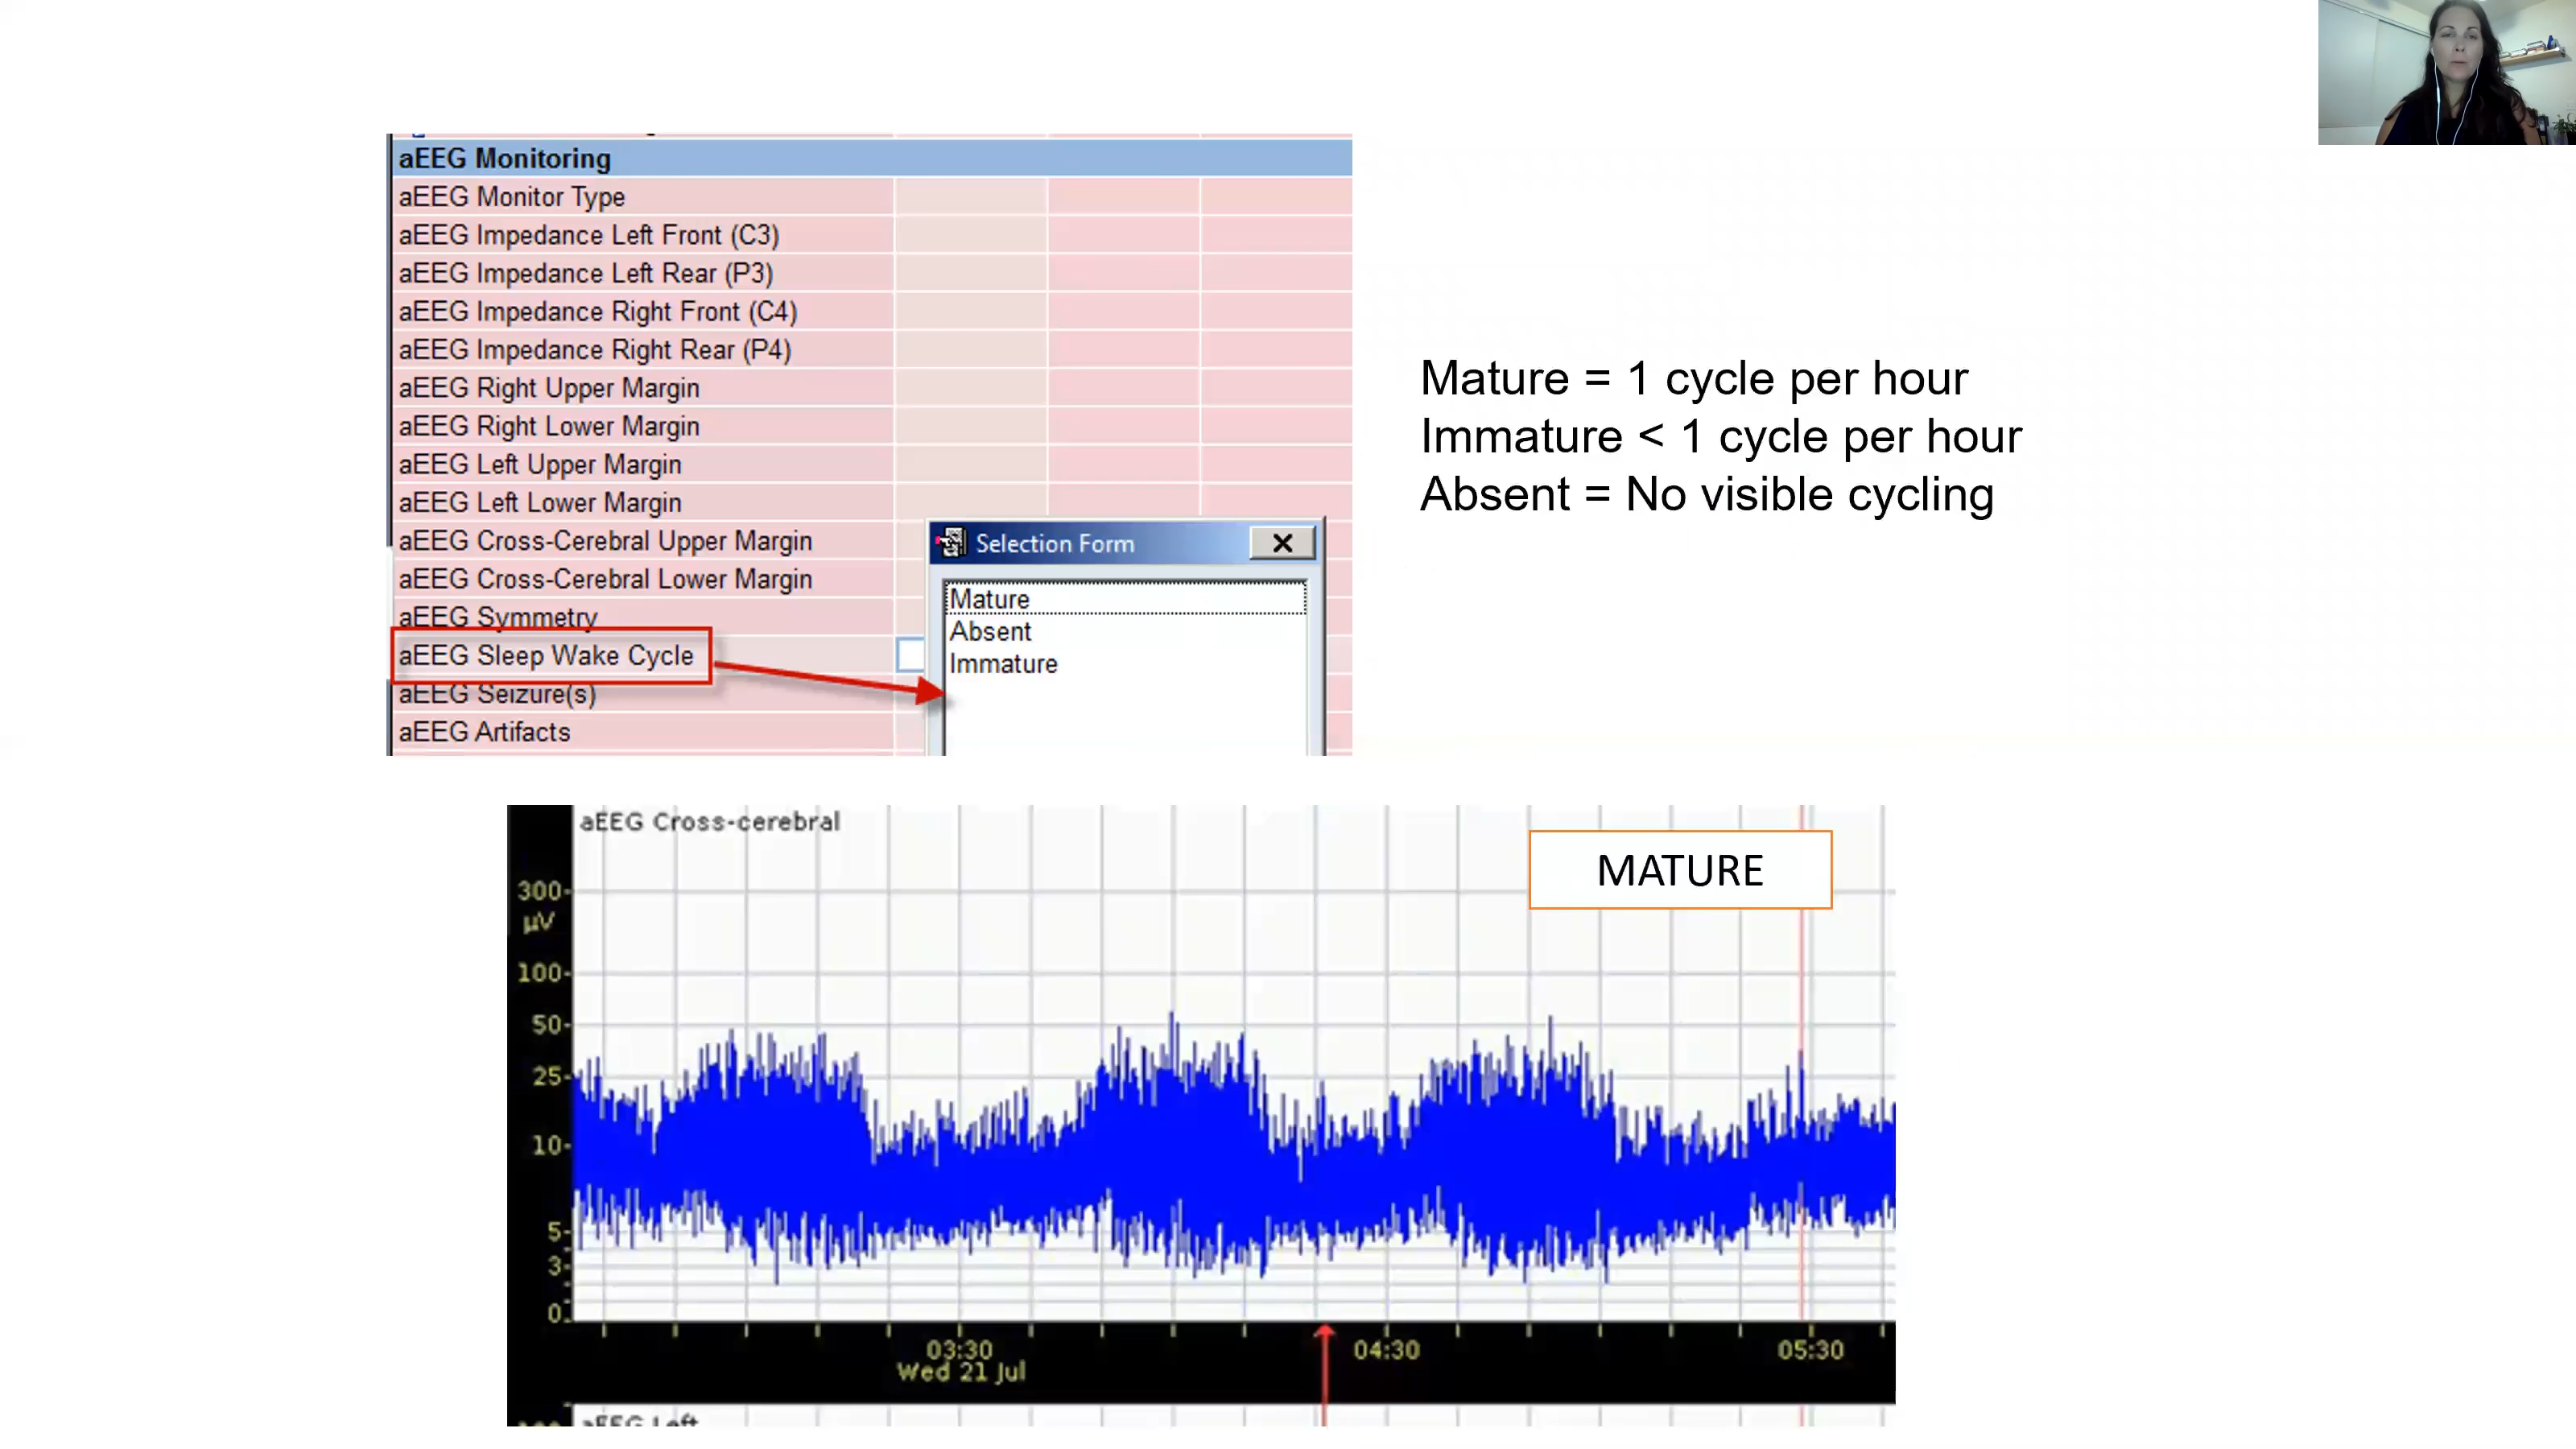 aEEG Monitoring
aEEG Monitor Type
aEEG Impedance Left Front (C3)
aEEG Impedance Left Rear (P3)
aEEG Impedance Right Front (C4)
aEEG Impedance Right Rear (P4)
aEEG Right Upper Margin
aEEG Right Lower Margin
aEEG Left Upper Margin
aEEG Left Lower Margin
aEEG Cross-Cerebral Upper Margin
aEEG Cross-Cerebral Lower Margin
aEEG Symmetry
aEEG Sleep Wake Cycle
aEEG Seizure(s)
aEEG Artifacts
Selection Form
Mature
Absent
Immature
Mature = 1 cycle per hour
Immature < 1 cycle per hour
Absent = No visible cycling
aEEG Cross-cerebral
MATURE
300
µV
100
50
25
10
5
3
0
03:30 04:30 05:30
Wed 21 Jul
aEEG Left